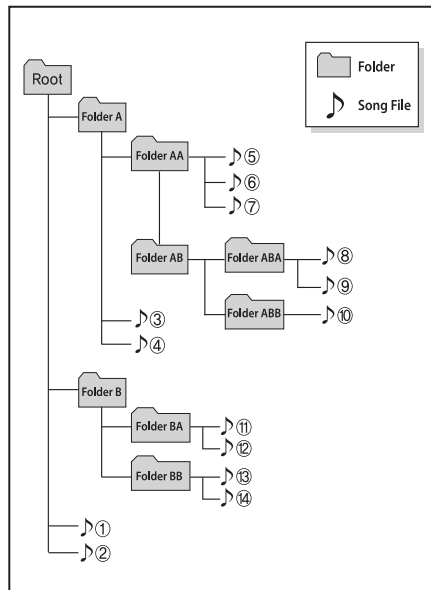 Root
Folder
Song File
Folder A
Folder AA
⑤
⑥
⑦
Folder AB
Folder ABA
⑧
⑨
Folder ABB
⑩
③
④
Folder B
Folder BA
⑪
⑫
Folder BB
⑬
⑭
①
②